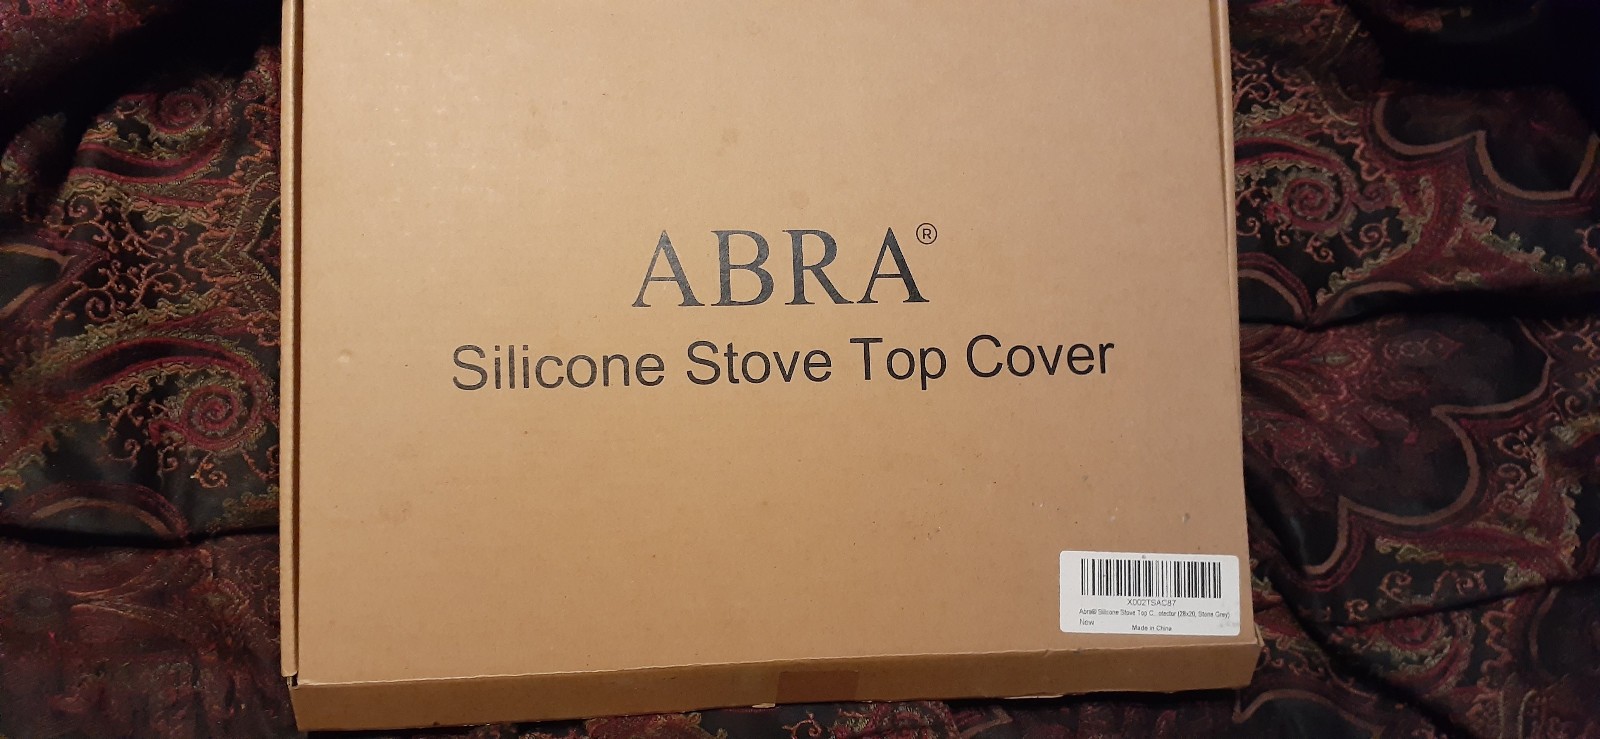 ABRA®
Silicone Stove Top Cover
X002TSAC87
Abra® Silicone Stove Top C...otector (28x20, Stone Grey)
New
Made in China